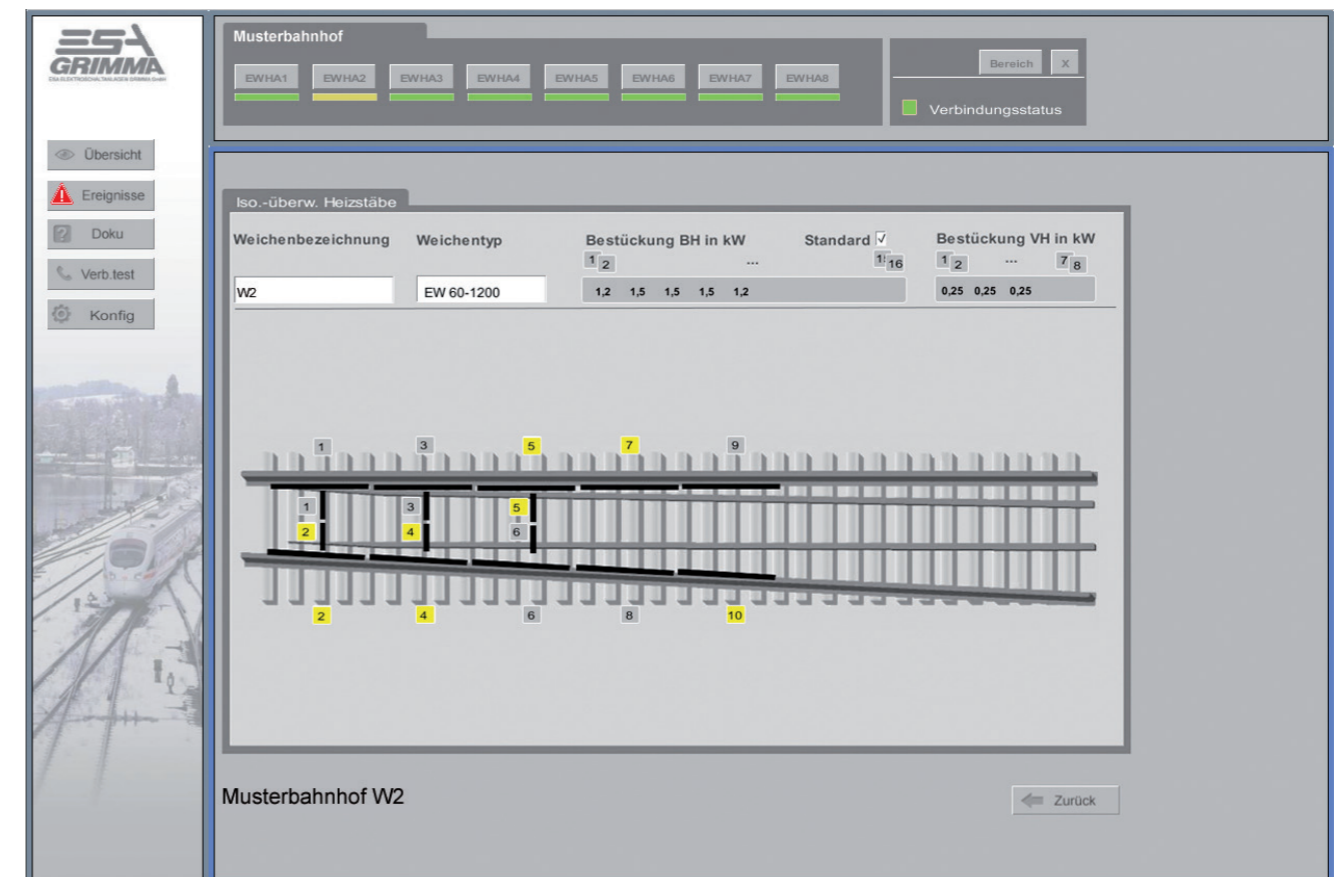 ESA
GRIMMA
ESA ELEKTROSCHALTANLAGEN GRIMMA GmbH
Übersicht
Ereignisse
Doku
Verb.test
Konfig
Musterbahnhof
EWHA1 EWHA2 EWHA3 EWHA4 EWHA5 EWHA6 EWHA7 EWHA8
Bereich X
Verbindungsstatus
Iso.-überw. Heizstäbe
Weichenbezeichnung Weichentyp Bestückung BH in kW Standard Bestückung VH in kW
1 2 ... 16 1 2 ... 7 8
W2 EW 60-1200 1,2 1,5 1,5 1,5 1,2 0,25 0,25 0,25
1 3 5 7 9
1 3 5
2 4 6
2 4 6 8 10
Musterbahnhof W2
Zurück